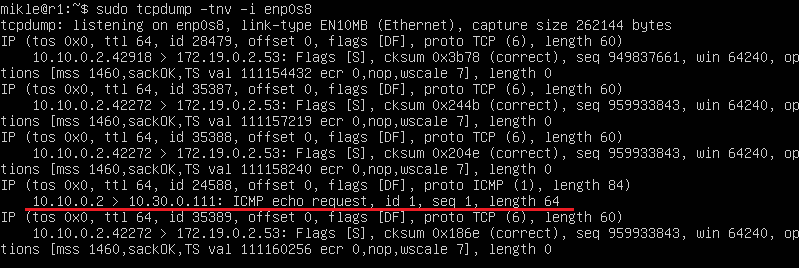 mikle@r1:~$ sudo tcpdump -tnv -i enp0s8
tcpdump: listening on enp0s8, link-type EN10MB (Ethernet), capture size 262144 bytes
IP (tos 0x0, ttl 64, id 28479, offset 0, flags [DF], proto TCP (6), length 60)
    10.10.0.2.42918 > 172.19.0.2.53: Flags [S], cksum 0x3b78 (correct), seq 949837661, win 64240, op
tions [mss 1460,sackOK,TS val 111154432 ecr 0,nop,wscale 7], length 0
IP (tos 0x0, ttl 64, id 35387, offset 0, flags [DF], proto TCP (6), length 60)
    10.10.0.2.42272 > 172.19.0.2.53: Flags [S], cksum 0x244b (correct), seq 959933843, win 64240, op
tions [mss 1460,sackOK,TS val 111157219 ecr 0,nop,wscale 7], length 0
IP (tos 0x0, ttl 64, id 35388, offset 0, flags [DF], proto TCP (6), length 60)
    10.10.0.2.42272 > 172.19.0.2.53: Flags [S], cksum 0x204e (correct), seq 959933843, win 64240, op
tions [mss 1460,sackOK,TS val 111158240 ecr 0,nop,wscale 7], length 0
IP (tos 0x0, ttl 64, id 24588, offset 0, flags [DF], proto ICMP (1), length 84)
    10.10.0.2 > 10.30.0.111: ICMP echo request, id 1, seq 1, length 64
IP (tos 0x0, ttl 64, id 35389, offset 0, flags [DF], proto TCP (6), length 60)
    10.10.0.2.42272 > 172.19.0.2.53: Flags [S], cksum 0x186e (correct), seq 959933843, win 64240, op
tions [mss 1460,sackOK,TS val 111160256 ecr 0,nop,wscale 7], length 0